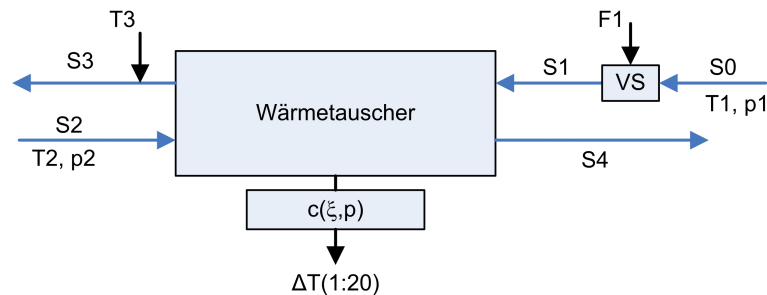 T3
F1
S3
S1
S0
VS
T1, p1
Wärmetauscher
S2
T2, p2
S4
c(ξ,p)
ΔT(1:20)